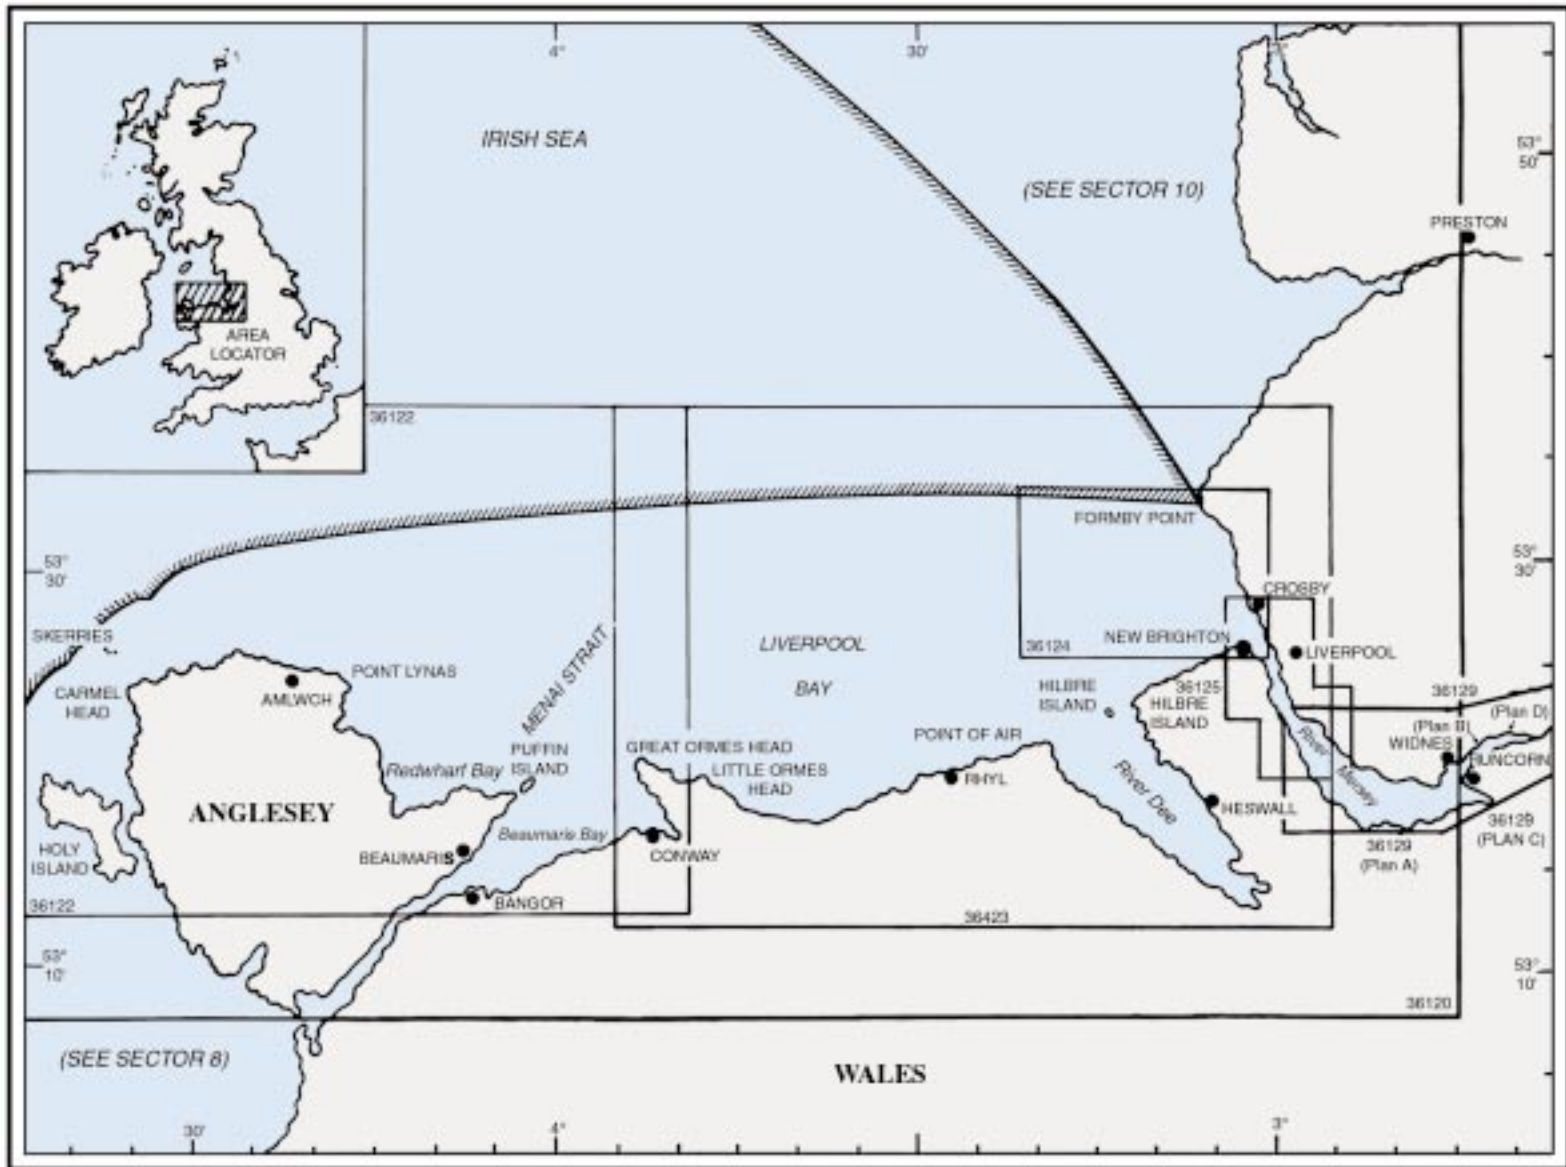 4°
30'
3°
IRISH SEA
(SEE SECTOR 10)
53°
50'
PRESTON
AREA
LOCATOR
36122
FORMBY POINT
53°
30'
53°
30'
CROSBY
SKERRIES
NEW BRIGHTON
LIVERPOOL
36124
LIVERPOOL
BAY
MENAI STRAIT
POINT LYNAS
CARMEL
HEAD
AMLWCH
HILBRE
ISLAND
36125
HILBRE
ISLAND
36129
(Plan D)
(Plan B)
WIDNES
RUNCORN
POINT OF AIR
PUFFIN
ISLAND
GREAT ORMES HEAD
LITTLE ORMES
HEAD
Redwharf Bay
RHYL
River Dee
River Mersey
HESWALL
ANGLESEY
HOLY
ISLAND
BEAUMARIS
Beaumaris Bay
CONWAY
36129
(PLAN C)
36129
(Plan A)
36122
BANGOR
36423
53°
10'
53°
10'
36120
(SEE SECTOR 8)
WALES
30'
4°
3°